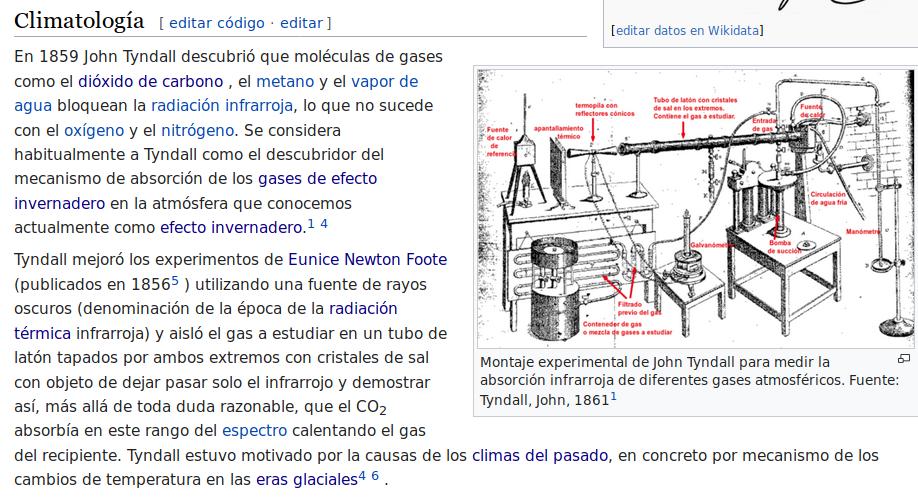 Climatología [ editar código · editar ]
[editar datos en Wikidata]
En 1859 John Tyndall descubrió que moléculas de gases
como el dióxido de carbono , el metano y el vapor de
agua bloquean la radiación infrarroja, lo que no sucede
con el oxígeno y el nitrógeno. Se considera
habitualmente a Tyndall como el descubridor del
mecanismo de absorción de los gases de efecto
invernadero en la atmósfera que conocemos
actualmente como efecto invernadero.1 4
Tyndall mejoró los experimentos de Eunice Newton Foote
(publicados en 18565 ) utilizando una fuente de rayos
oscuros (denominación de la época de la radiación
térmica infrarroja) y aisló el gas a estudiar en un tubo de
latón tapados por ambos extremos con cristales de sal
con objeto de dejar pasar solo el infrarrojo y demostrar
así, más allá de toda duda razonable, que el CO2
absorbía en este rango del espectro calentando el gas
del recipiente. Tyndall estuvo motivado por la causas de los climas del pasado, en concreto por mecanismo de los
cambios de temperatura en las eras glaciales4 6 .
Fuente
de calor
de
referencia
apantallamiento
térmico
termopila con
reflectores cónicos
Tubo de latón con cristales
de sal en los extremos.
Contiene el gas a estudiar.
Entrada
de gas
Fuente
de calor
Circulación
de agua fría
Manómetro
Galvanómetro
Bomba
de succión
Filtrado
previo del gas
Contenedor de gas
o mezcla de gases a estudiar
Montaje experimental de John Tyndall para medir la
absorción infrarroja de diferentes gases atmosféricos. Fuente:
Tyndall, John, 18611